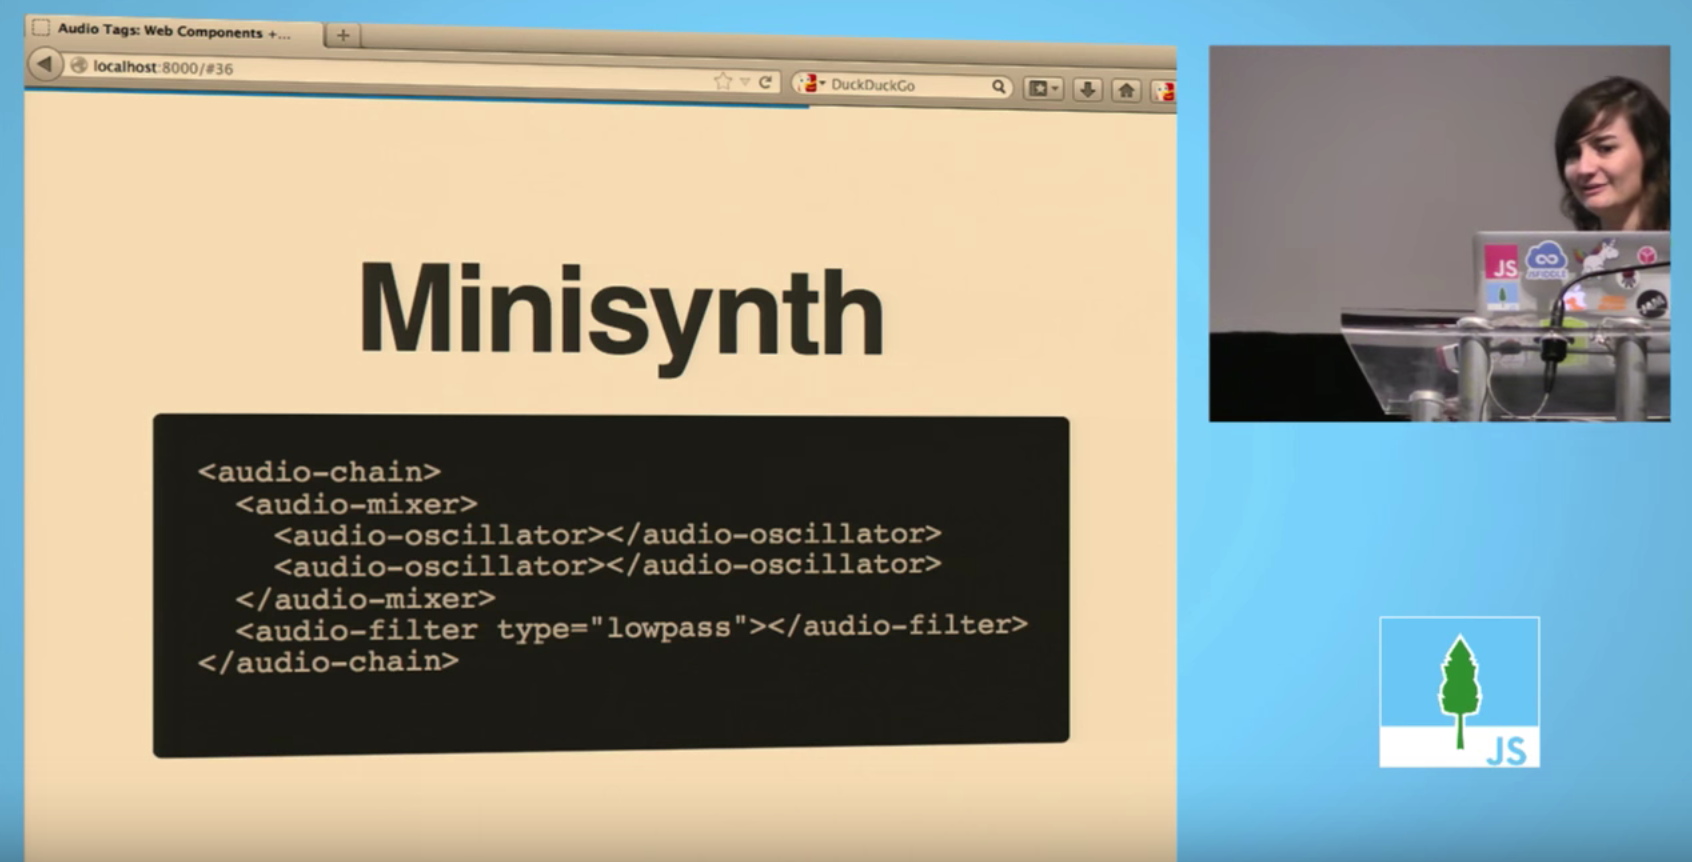 Audio Tags: Web Components +...
localhost:8000/#36
DuckDuckGo
Minisynth
<audio-chain>
<audio-mixer>
<audio-oscillator></audio-oscillator>
<audio-oscillator></audio-oscillator>
</audio-mixer>
<audio-filter type="lowpass"></audio-filter>
</audio-chain>
JS
JSFIDDLE
JS